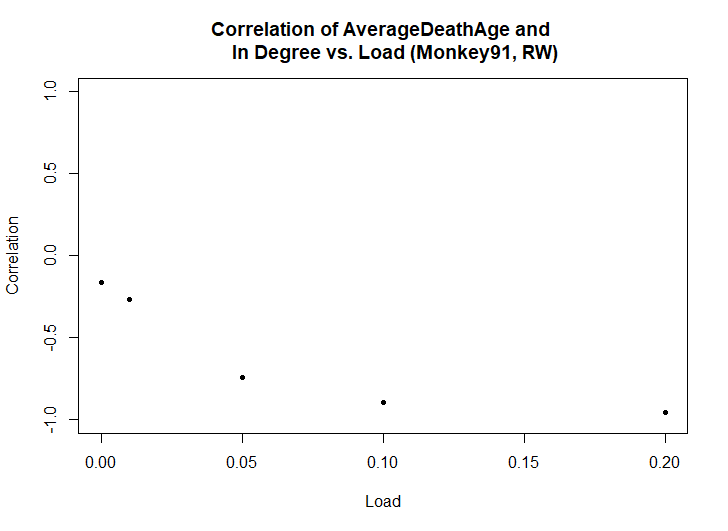 Correlation of AverageDeathAge and
In Degree vs. Load (Monkey91, RW)
1.0
0.5
0.0
-0.5
-1.0
Correlation
0.00 0.05 0.10 0.15 0.20
Load